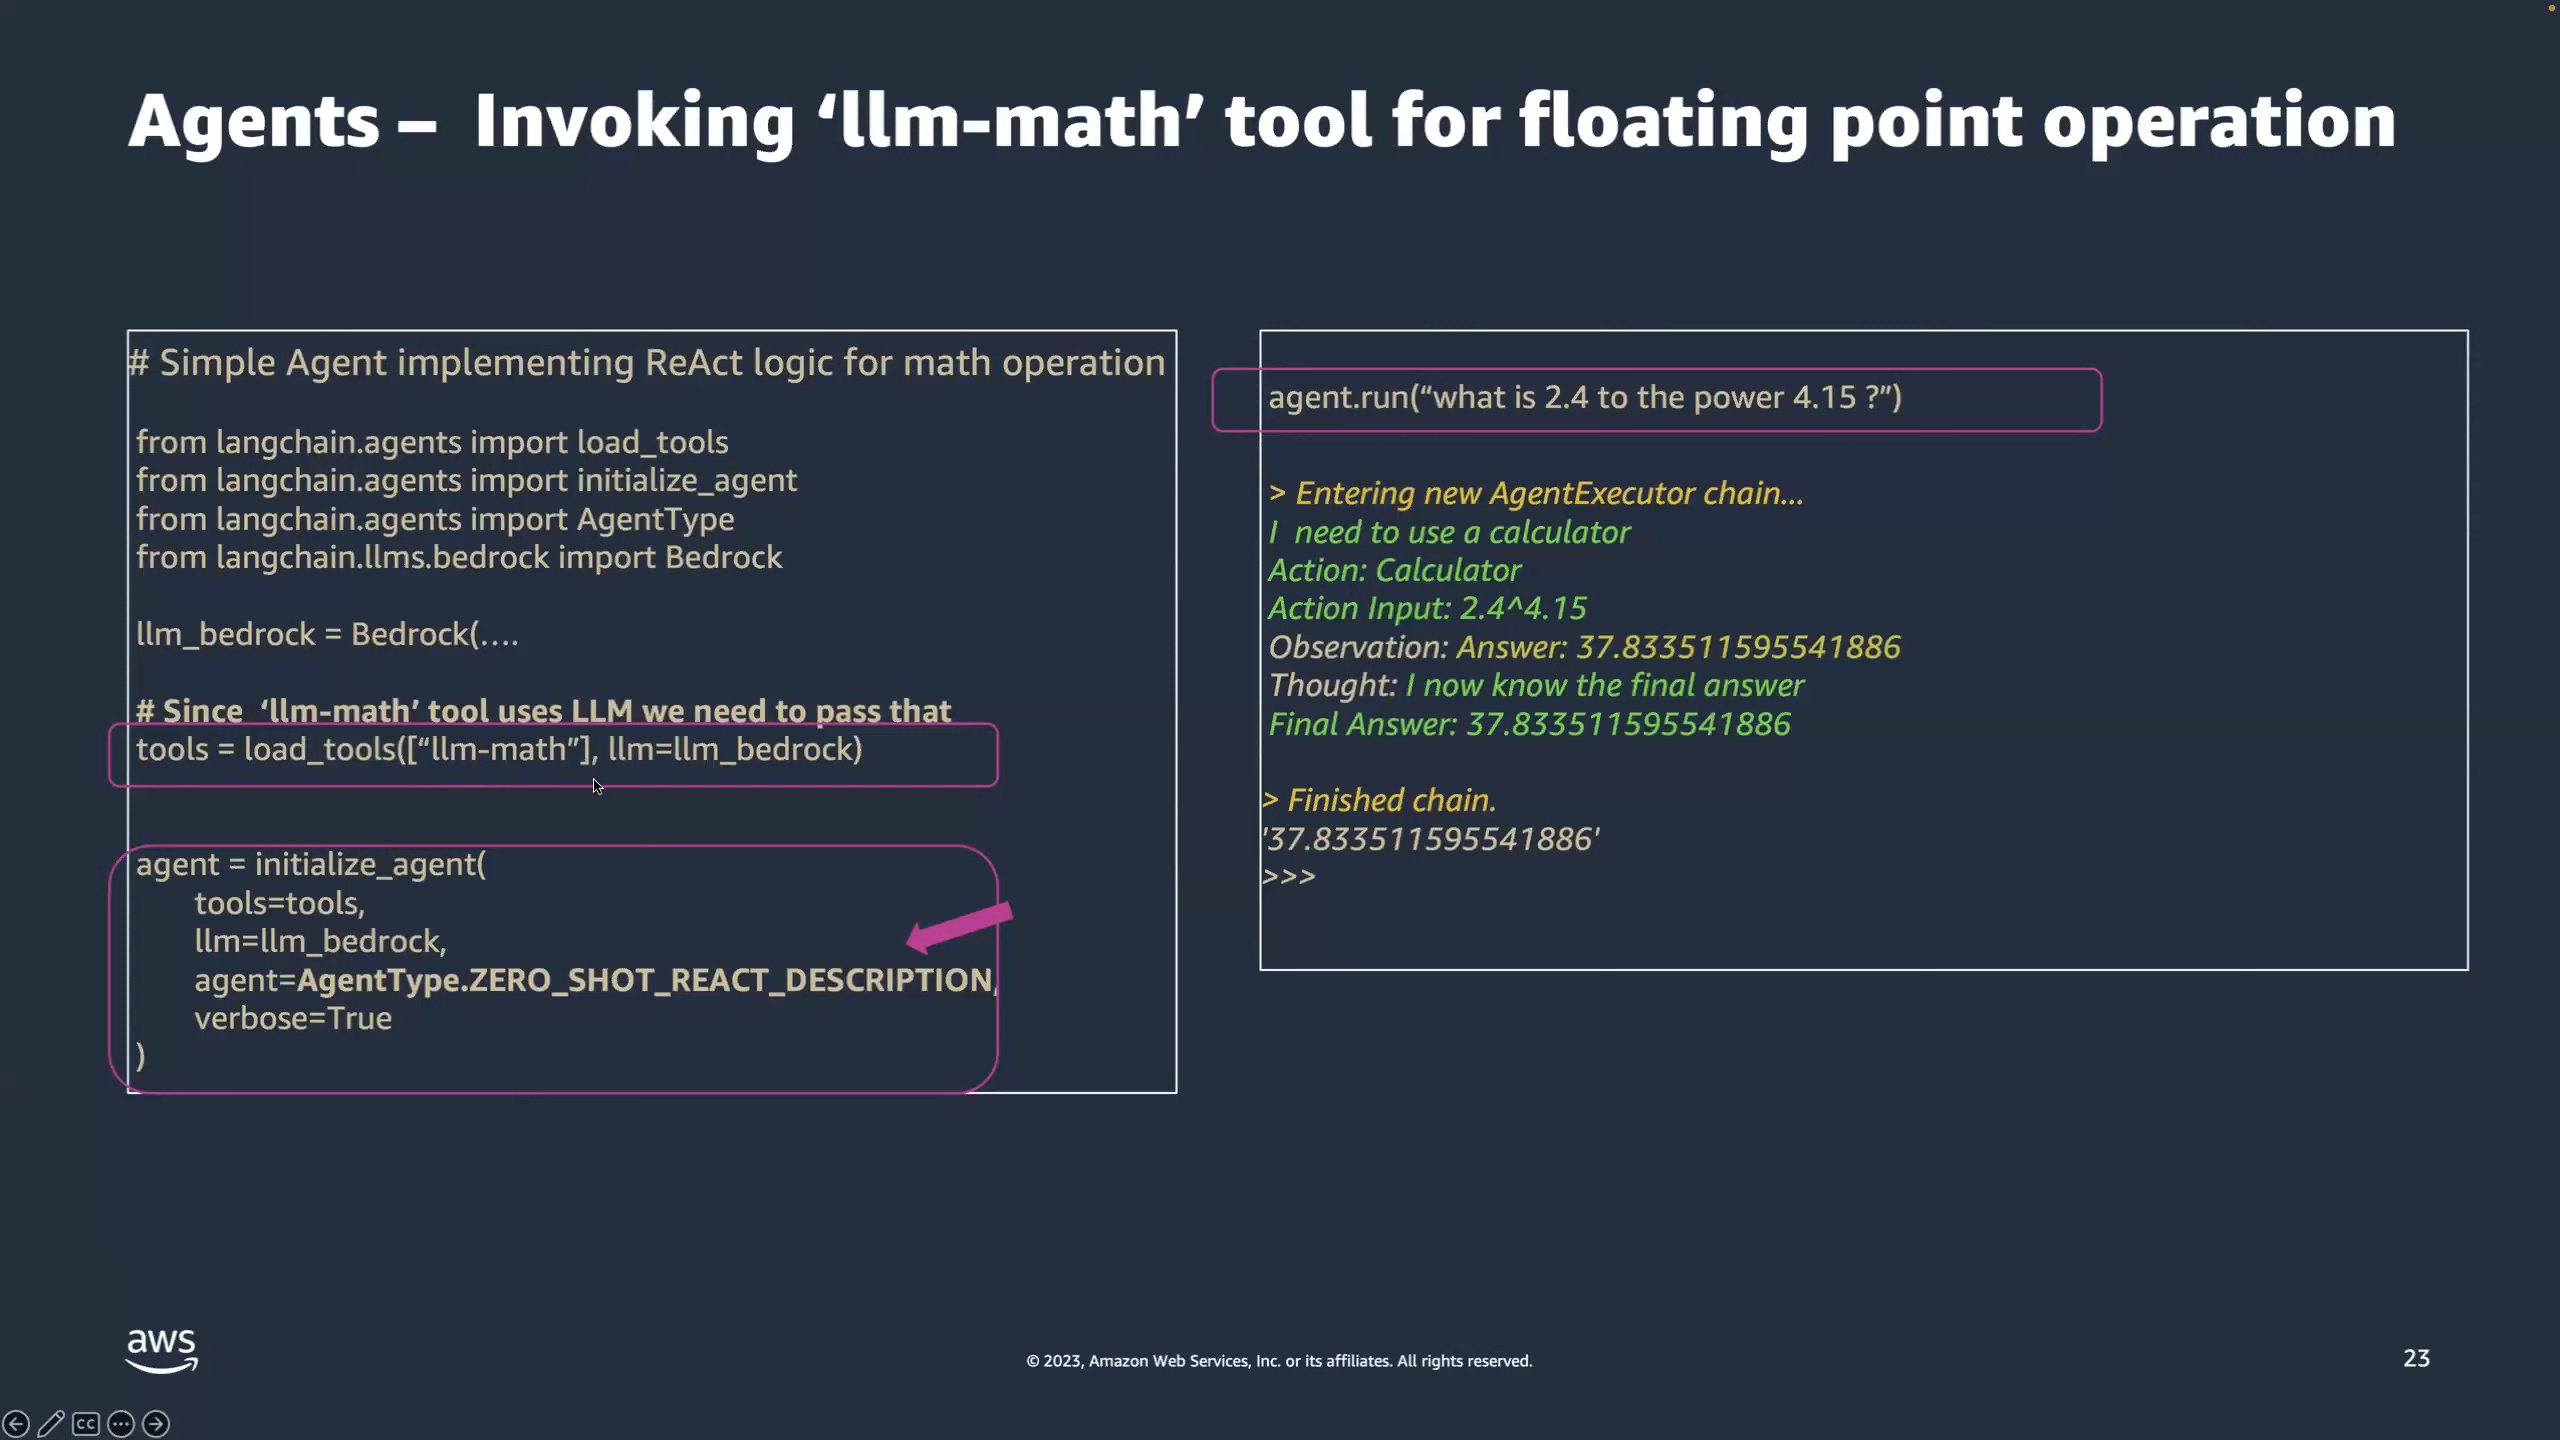 Agents – Invoking ‘llm-math’ tool for floating point operation
# Simple Agent implementing ReAct logic for math operation
from langchain.agents import load_tools
from langchain.agents import initialize_agent
from langchain.agents import AgentType
from langchain.llms.bedrock import Bedrock
llm_bedrock = Bedrock(….
# Since ‘llm-math’ tool uses LLM we need to pass that
tools = load_tools([“llm-math”], llm=llm_bedrock)
agent = initialize_agent(
tools=tools,
llm=llm_bedrock,
agent=AgentType.ZERO_SHOT_REACT_DESCRIPTION,
verbose=True
)
agent.run(“what is 2.4 to the power 4.15 ?”)
> Entering new AgentExecutor chain...
I need to use a calculator
Action: Calculator
Action Input: 2.4^4.15
Observation: Answer: 37.833511595541886
Thought: I now know the final answer
Final Answer: 37.833511595541886
> Finished chain.
'37.833511595541886'
>>>
aws
© 2023, Amazon Web Services, Inc. or its affiliates. All rights reserved.
23
CC